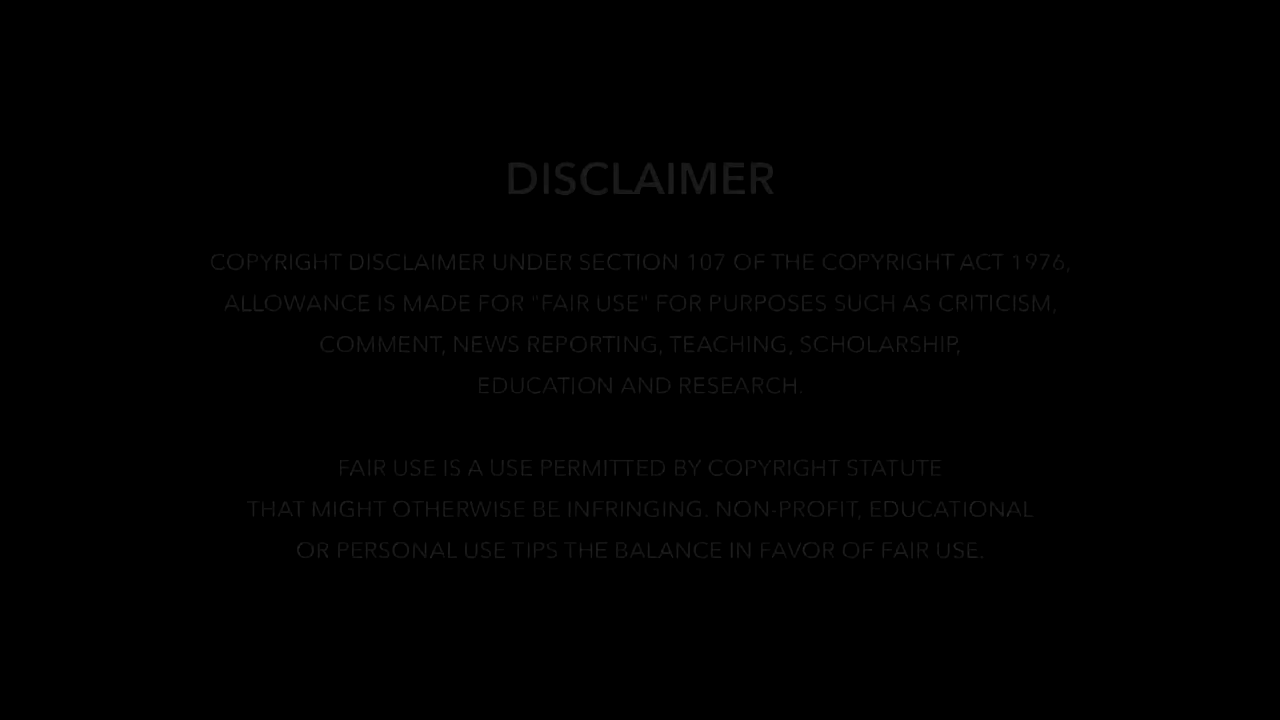 DISCLAIMER
COPYRIGHT DISCLAIMER UNDER SECTION 107 OF THE COPYRIGHT ACT 1976,
ALLOWANCE IS MADE FOR "FAIR USE" FOR PURPOSES SUCH AS CRITICISM,
COMMENT, NEWS REPORTING, TEACHING, SCHOLARSHIP,
EDUCATION AND RESEARCH.
FAIR USE IS A USE PERMITTED BY COPYRIGHT STATUTE
THAT MIGHT OTHERWISE BE INFRINGING. NON-PROFIT, EDUCATIONAL
OR PERSONAL USE TIPS THE BALANCE IN FAVOR OF FAIR USE.